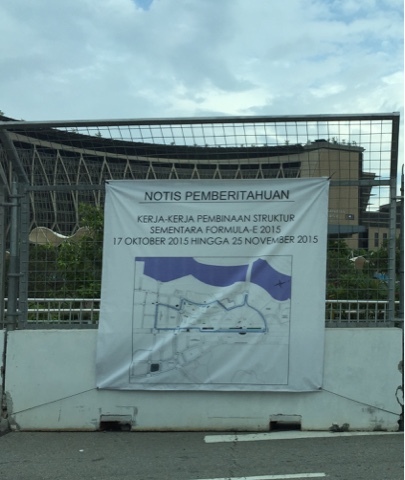 NOTIS PEMBERITAHUAN
KERJA-KERJA PEMBINAAN STRUKTUR
SEMENTARA FORMULA-E 2015
17 OKTOBER 2015 HINGGA 25 NOVEMBER 2015